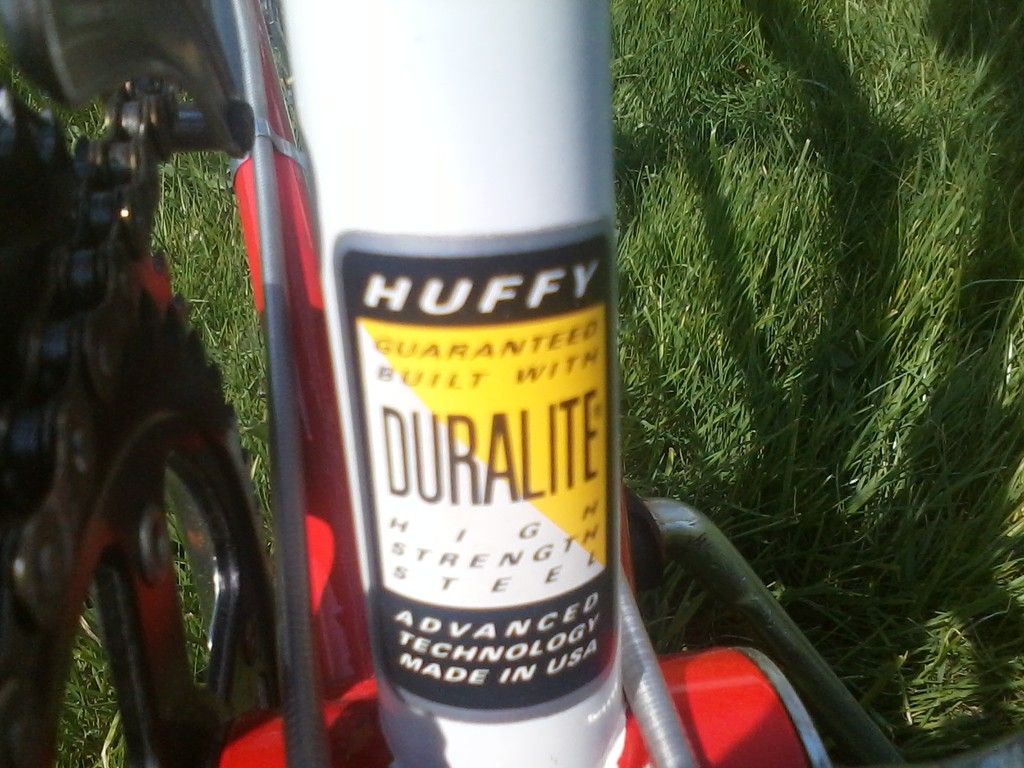 HUFFY
GUARANTEED
BUILT WITH
DURALITE
HIGH
STRENGTH
STEEL
ADVANCED
TECHNOLOGY
MADE IN USA